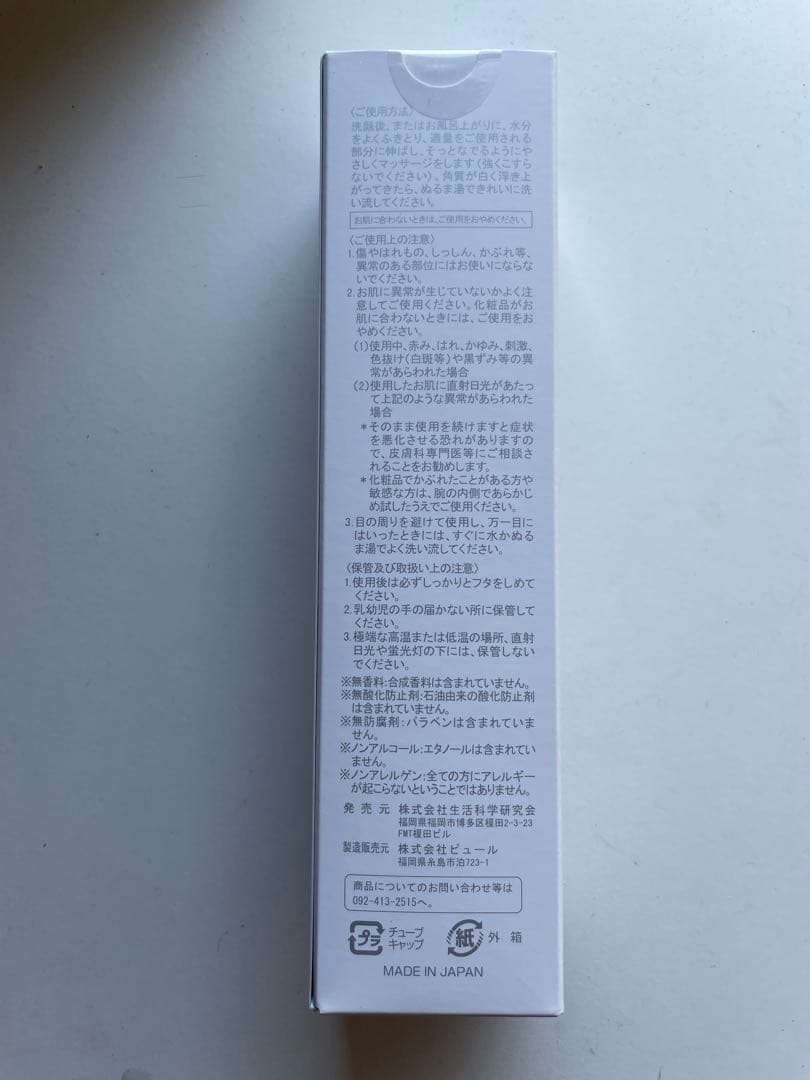 〈ご使用方法〉
洗顔後、またはお風呂上がりに、水分
をよくふきとり、適量をご使用される
部分に伸ばし、そっとなでるようにや
さしくマッサージをします(強くこすら
ないでください)。角質が白く浮き上
がってきたら、ぬるま湯できれいに洗
い流してください。
お肌に合わないときは、ご使用をおやめください。
〈ご使用上の注意〉
1.傷やはれもの、しっしん、かぶれ等、
異常のある部位にはお使いにならな
いでください。
2.お肌に異常が生じていないかよく注
意してご使用ください。化粧品がお
肌に合わないときには、ご使用をお
やめください。
(1)使用中、赤み、はれ、かゆみ、刺激、
色抜け(白斑等)や黒ずみ等の異
常があらわれた場合
(2)使用したお肌に直射日光があたっ
て上記のような異常があらわれた
場合
*そのまま使用を続けますと症状
を悪化させる恐れがありますの
で、皮膚科専門医等にご相談さ
れることをお勧めします。
*化粧品でかぶれたことがある方や
敏感な方は、腕の内側であらかじ
め試したうえでご使用ください。
3.目の周りを避けて使用し、万一目に
はいったときには、すぐに水かぬる
ま湯でよく洗い流してください。
〈保管及び取扱い上の注意〉
1.使用後は必ずしっかりとフタをしめて
ください。
2.乳幼児の手の届かない所に保管して
ください。
3.極端な高温または低温の場所、直射
日光や蛍光灯の下には、保管しない
でください。
※無香料:合成香料は含まれていません。
※無酸化防止剤:石油由来の酸化防止剤
は含まれていません。
※無防腐剤:パラベンは含まれていま
せん。
※ノンアルコール:エタノールは含まれてい
ません。
※ノンアレルゲン:全ての方にアレルギー
が起こらないということではありません。
発売元 株式会社生活科学研究会
福岡県福岡市博多区榎田2-3-23
FMT榎田ビル
製造販売元 株式会社ピュール
福岡県糸島市泊723-1
商品についてのお問い合わせ等は
092-413-2515へ。
プラ チューブ
キャップ
紙 外箱
MADE IN JAPAN